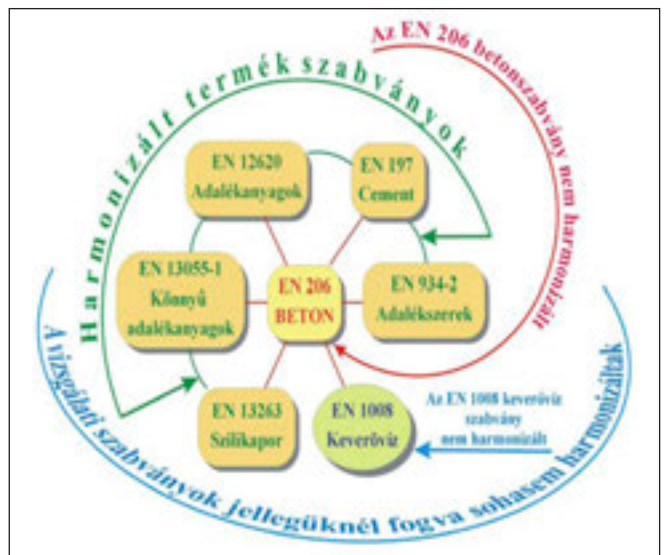 Az EN 206 betonszabvány nem harmonizált
Harmonizált termék szabványok
EN 12620
Adalékanyagok
EN 197
Cement
EN 13055-1
Könnyű
adalékanyagok
EN 206
BETON
EN 934-2
Adalékszerek
EN 13263
Szilikapor
EN 1008
Keverővíz
Az EN 1008 keverővíz
szabvány
nem harmonizált
A vizsgálati szabványok jellegüknél fogva sohasem harmonizáltak